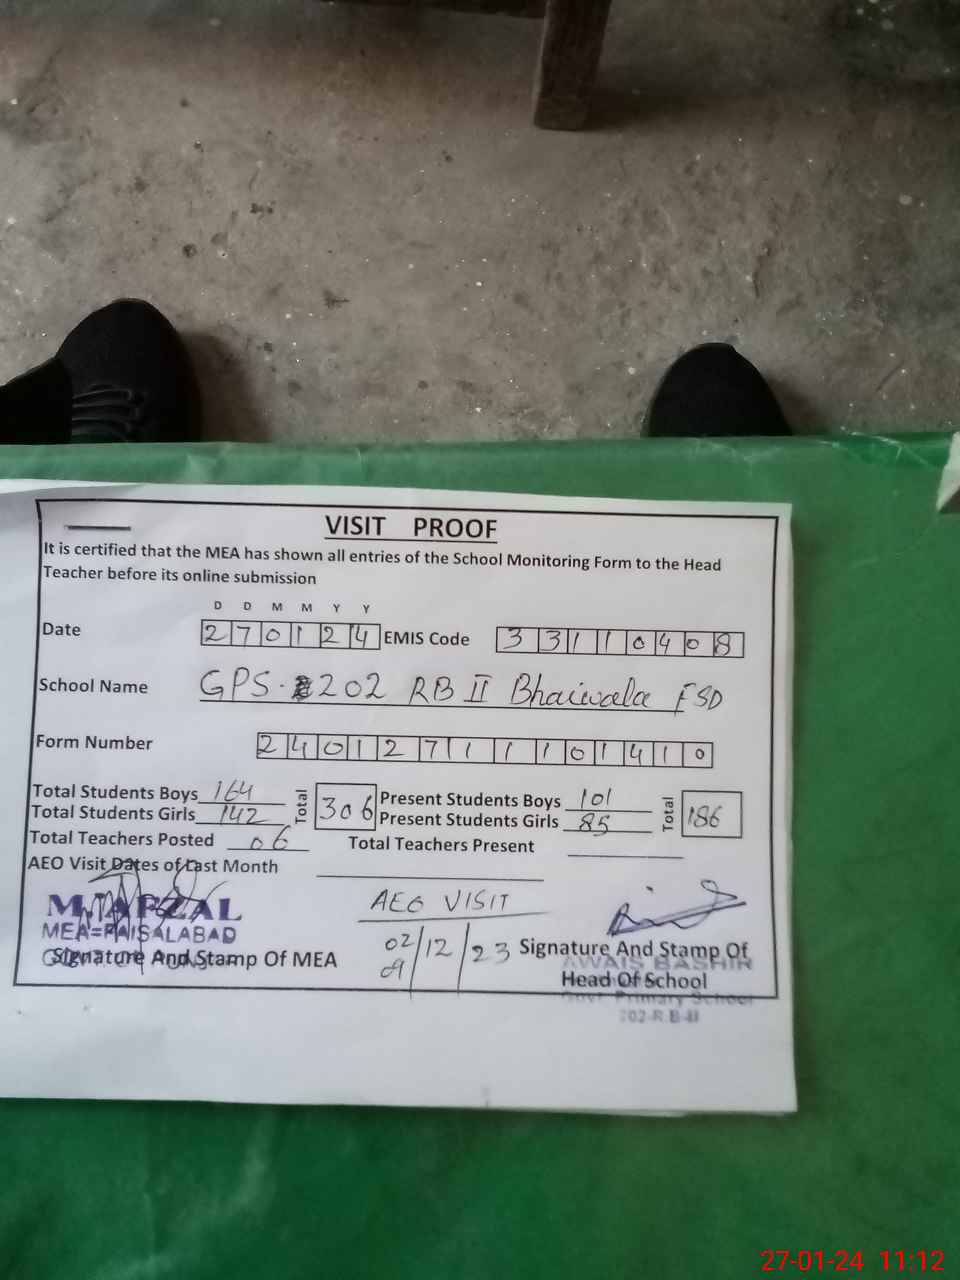 VISIT PROOF
It is certified that the MEA has shown all entries of the School Monitoring Form to the Head
Teacher before its online submission
D D M M Y Y
Date 270124 EMIS Code 33110408
School Name GPS. 202 RB II Bhaiwala FSD
Form Number
Total Students Boys 164 Total 306 Present Students Boys 101 Total 186
Total Students Girls 142 Present Students Girls 85
Total Teachers Posted 06 Total Teachers Present
AEO Visit Dates of Last Month
M. AFZAL AEO VISIT
MEA=FAISALABAD 02/12/23
09
Signature And Stamp Of MEA Signature And Stamp Of
AWAIS BASHIR
Head Of School
Govt. Primary School
202-R.B-II
27-01-24 11:12